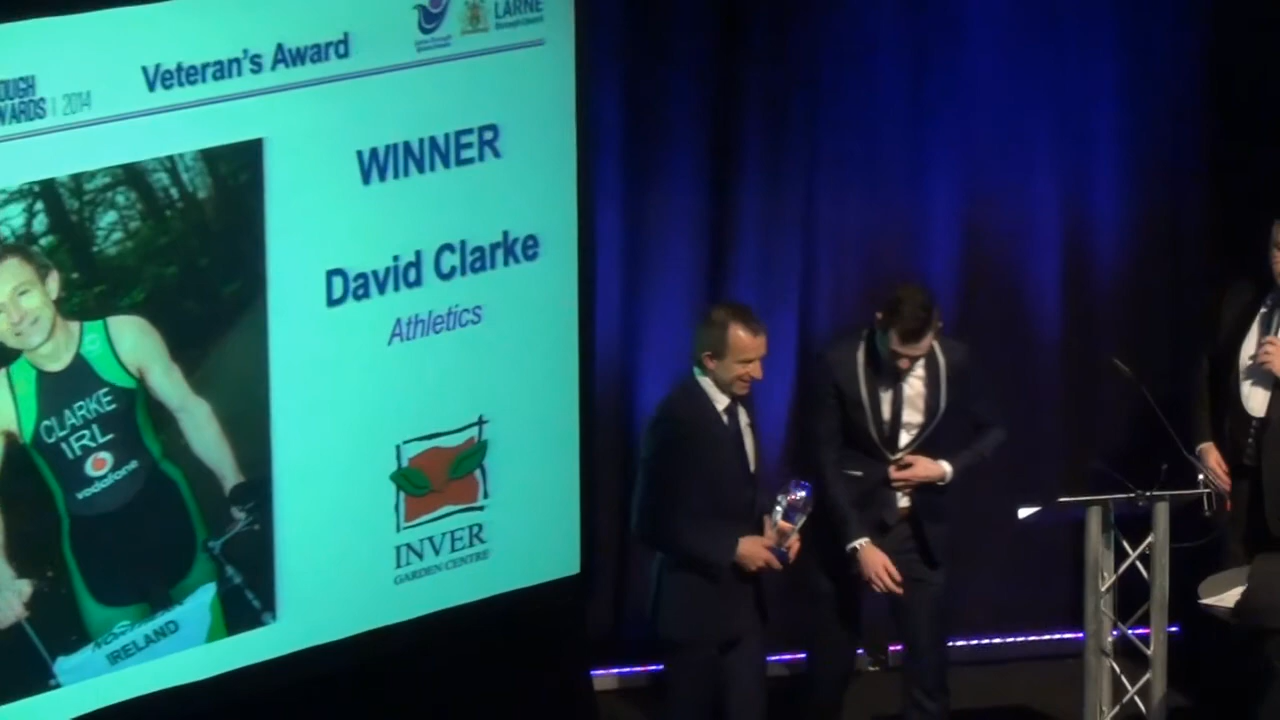 LARNE
Veteran's Award
OUGH
WARDS | 2014
WINNER
David Clarke
Athletics
CLARKE
IRL
vodafone
IRELAND
INVER
GARDEN CENTRE